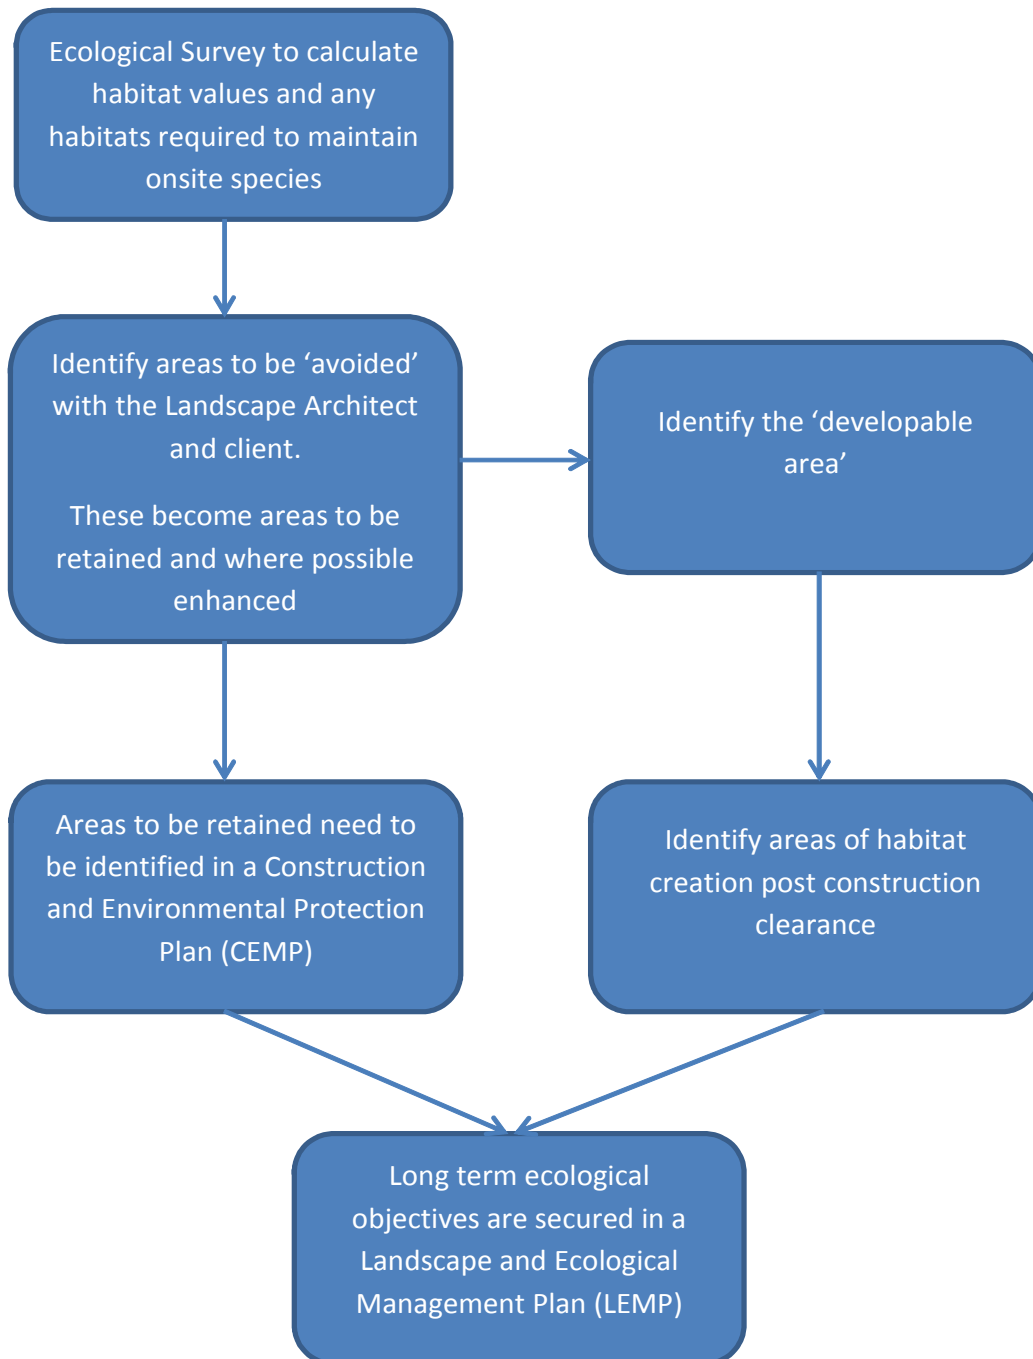 Ecological Survey to calculate
habitat values and any
habitats required to maintain
onsite species
Identify areas to be ‘avoided’
with the Landscape Architect
and client.
These become areas to be
retained and where possible
enhanced
Identify the ‘developable
area’
Areas to be retained need to
be identified in a Construction
and Environmental Protection
Plan (CEMP)
Identify areas of habitat
creation post construction
clearance
Long term ecological
objectives are secured in a
Landscape and Ecological
Management Plan (LEMP)